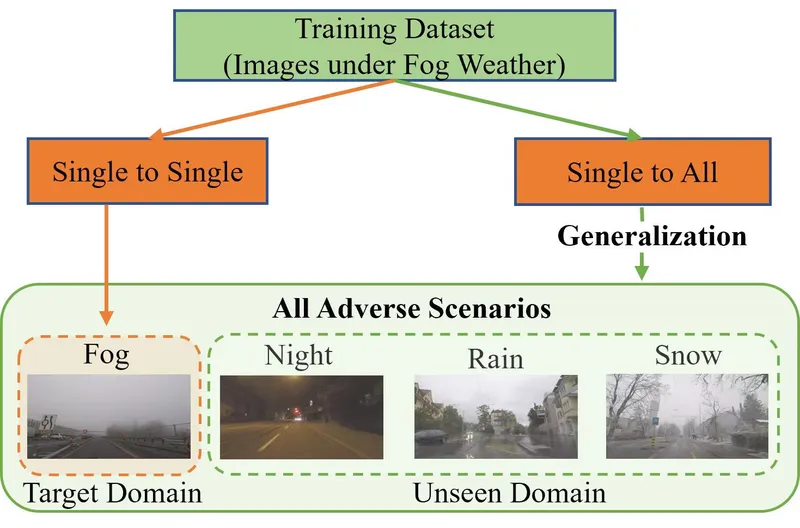 Training Dataset
(Images under Fog Weather)
Single to Single
Single to All
Generalization
All Adverse Scenarios
Fog
Night
Rain
Snow
Target Domain
Unseen Domain